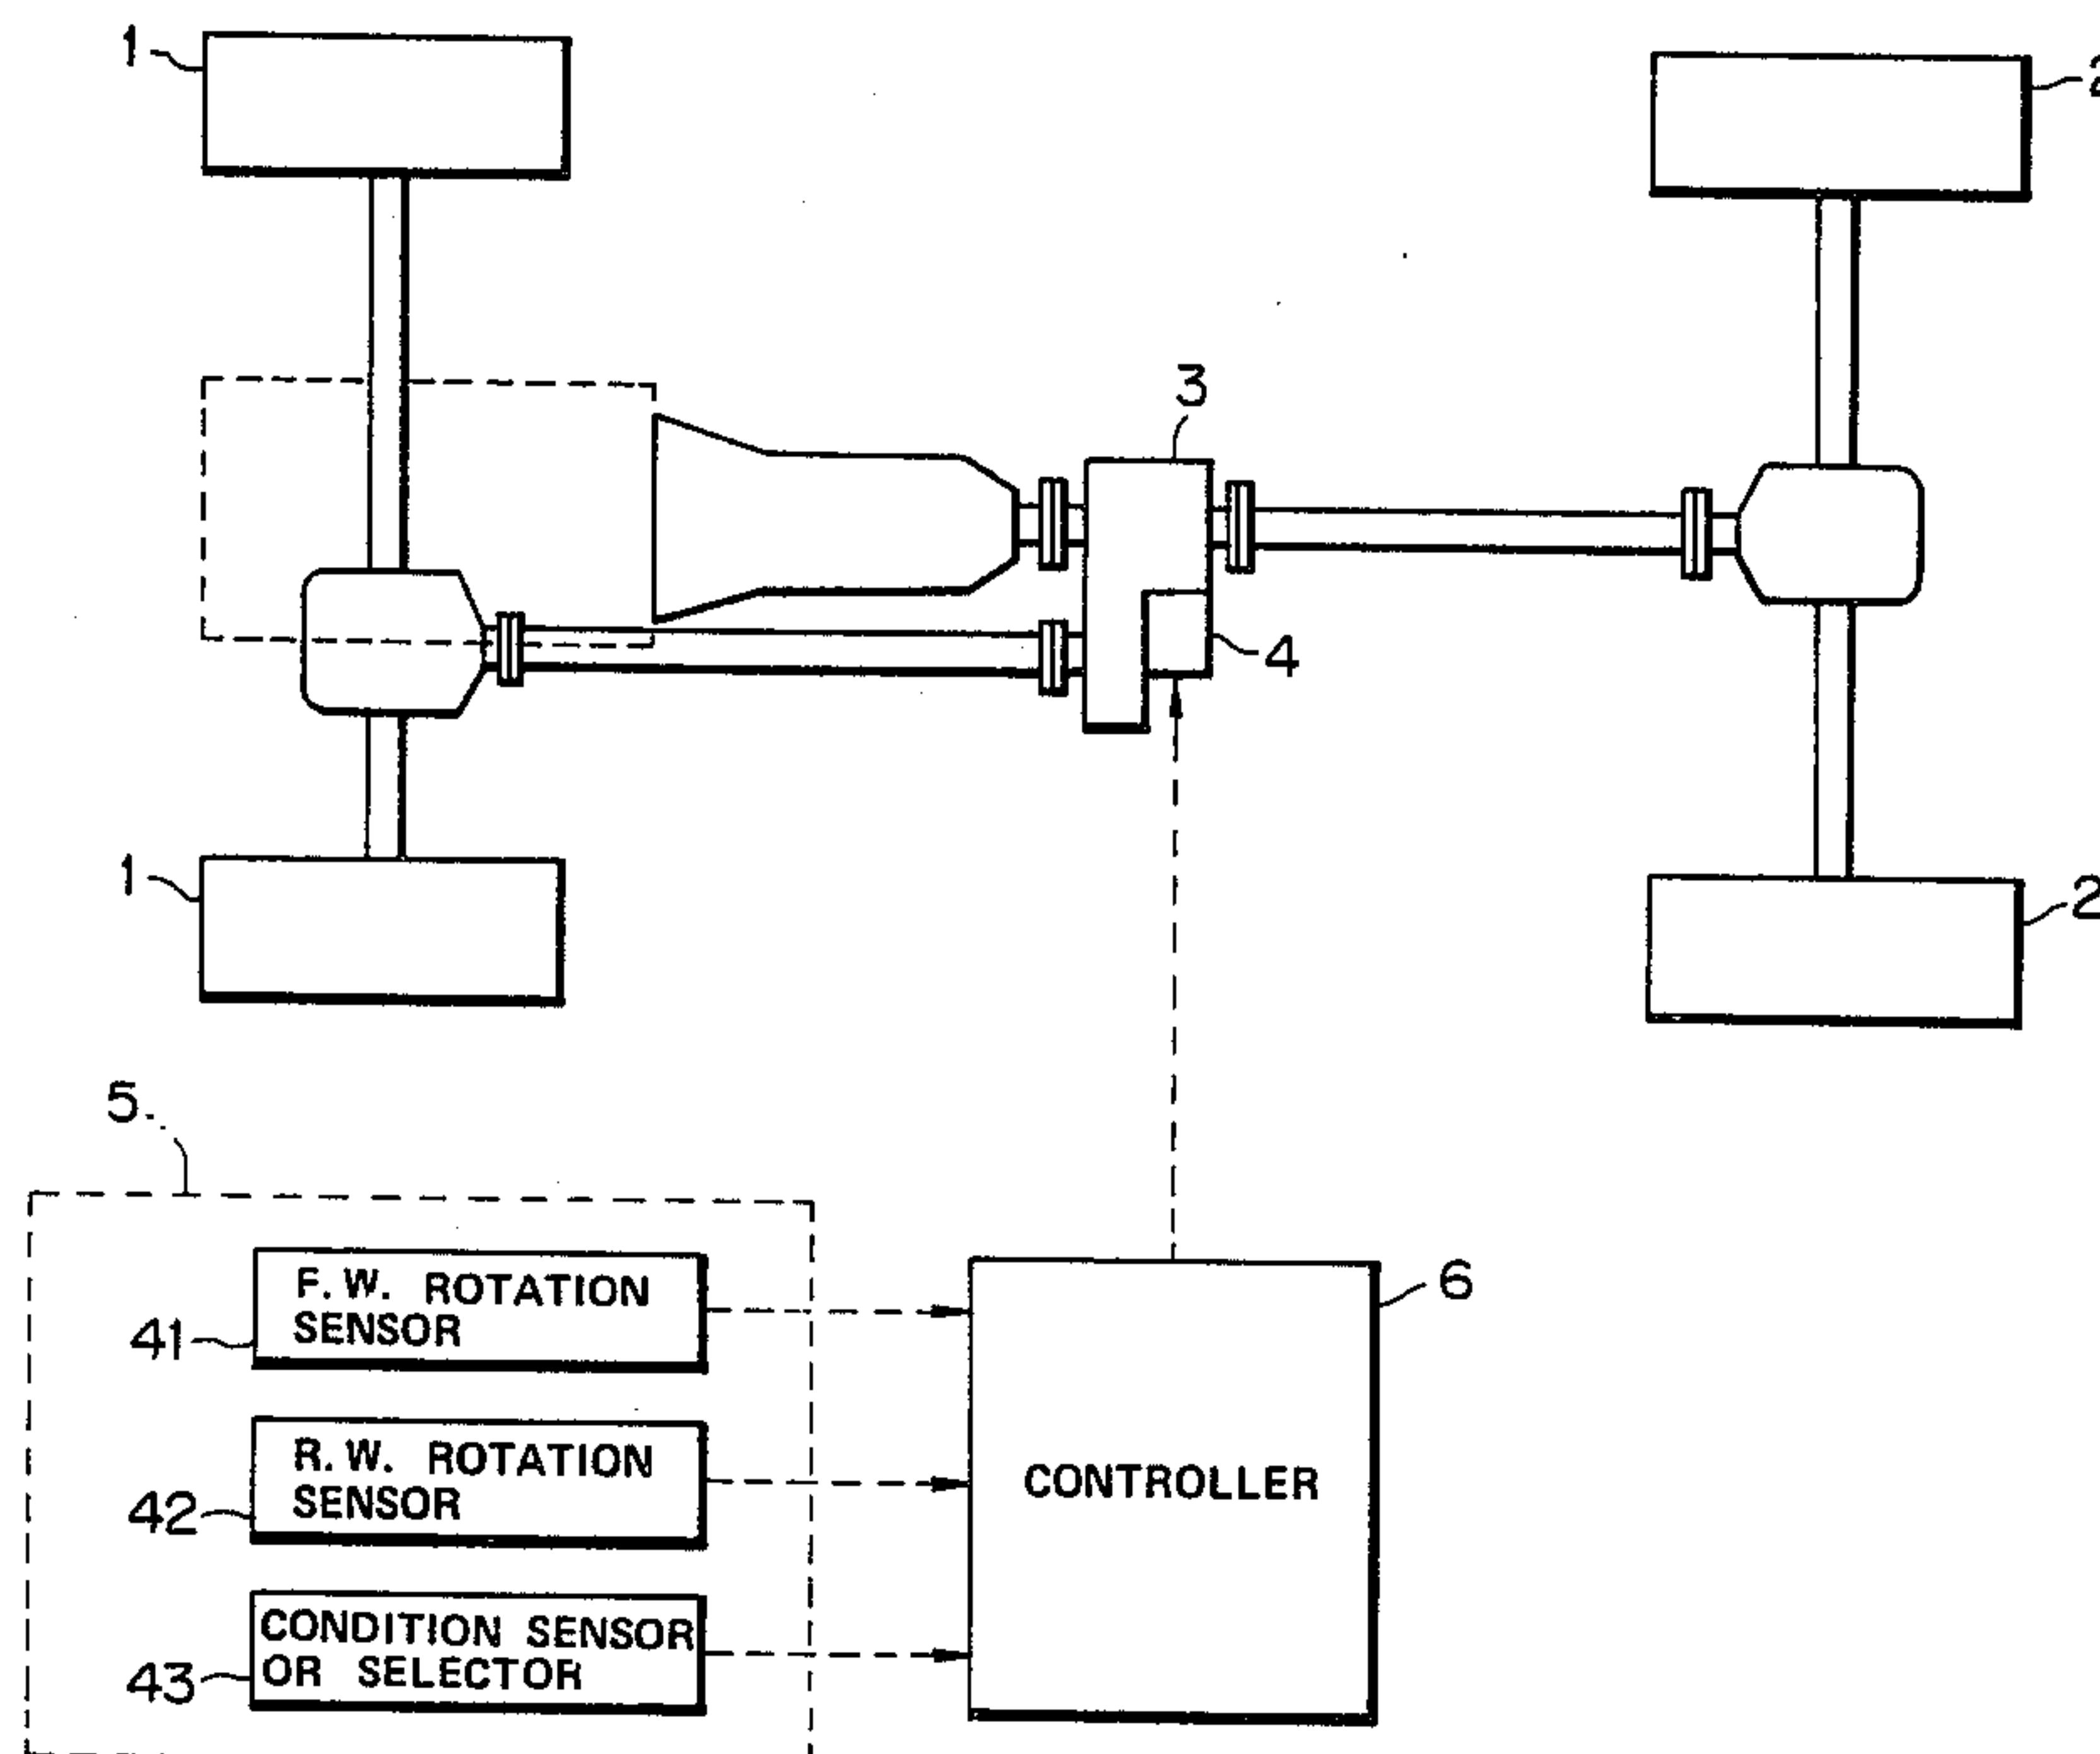 1
2
3
4
1
2
5
F. W. ROTATION
SENSOR
41
6
R. W. ROTATION
SENSOR
42
CONTROLLER
CONDITION SENSOR
OR SELECTOR
43